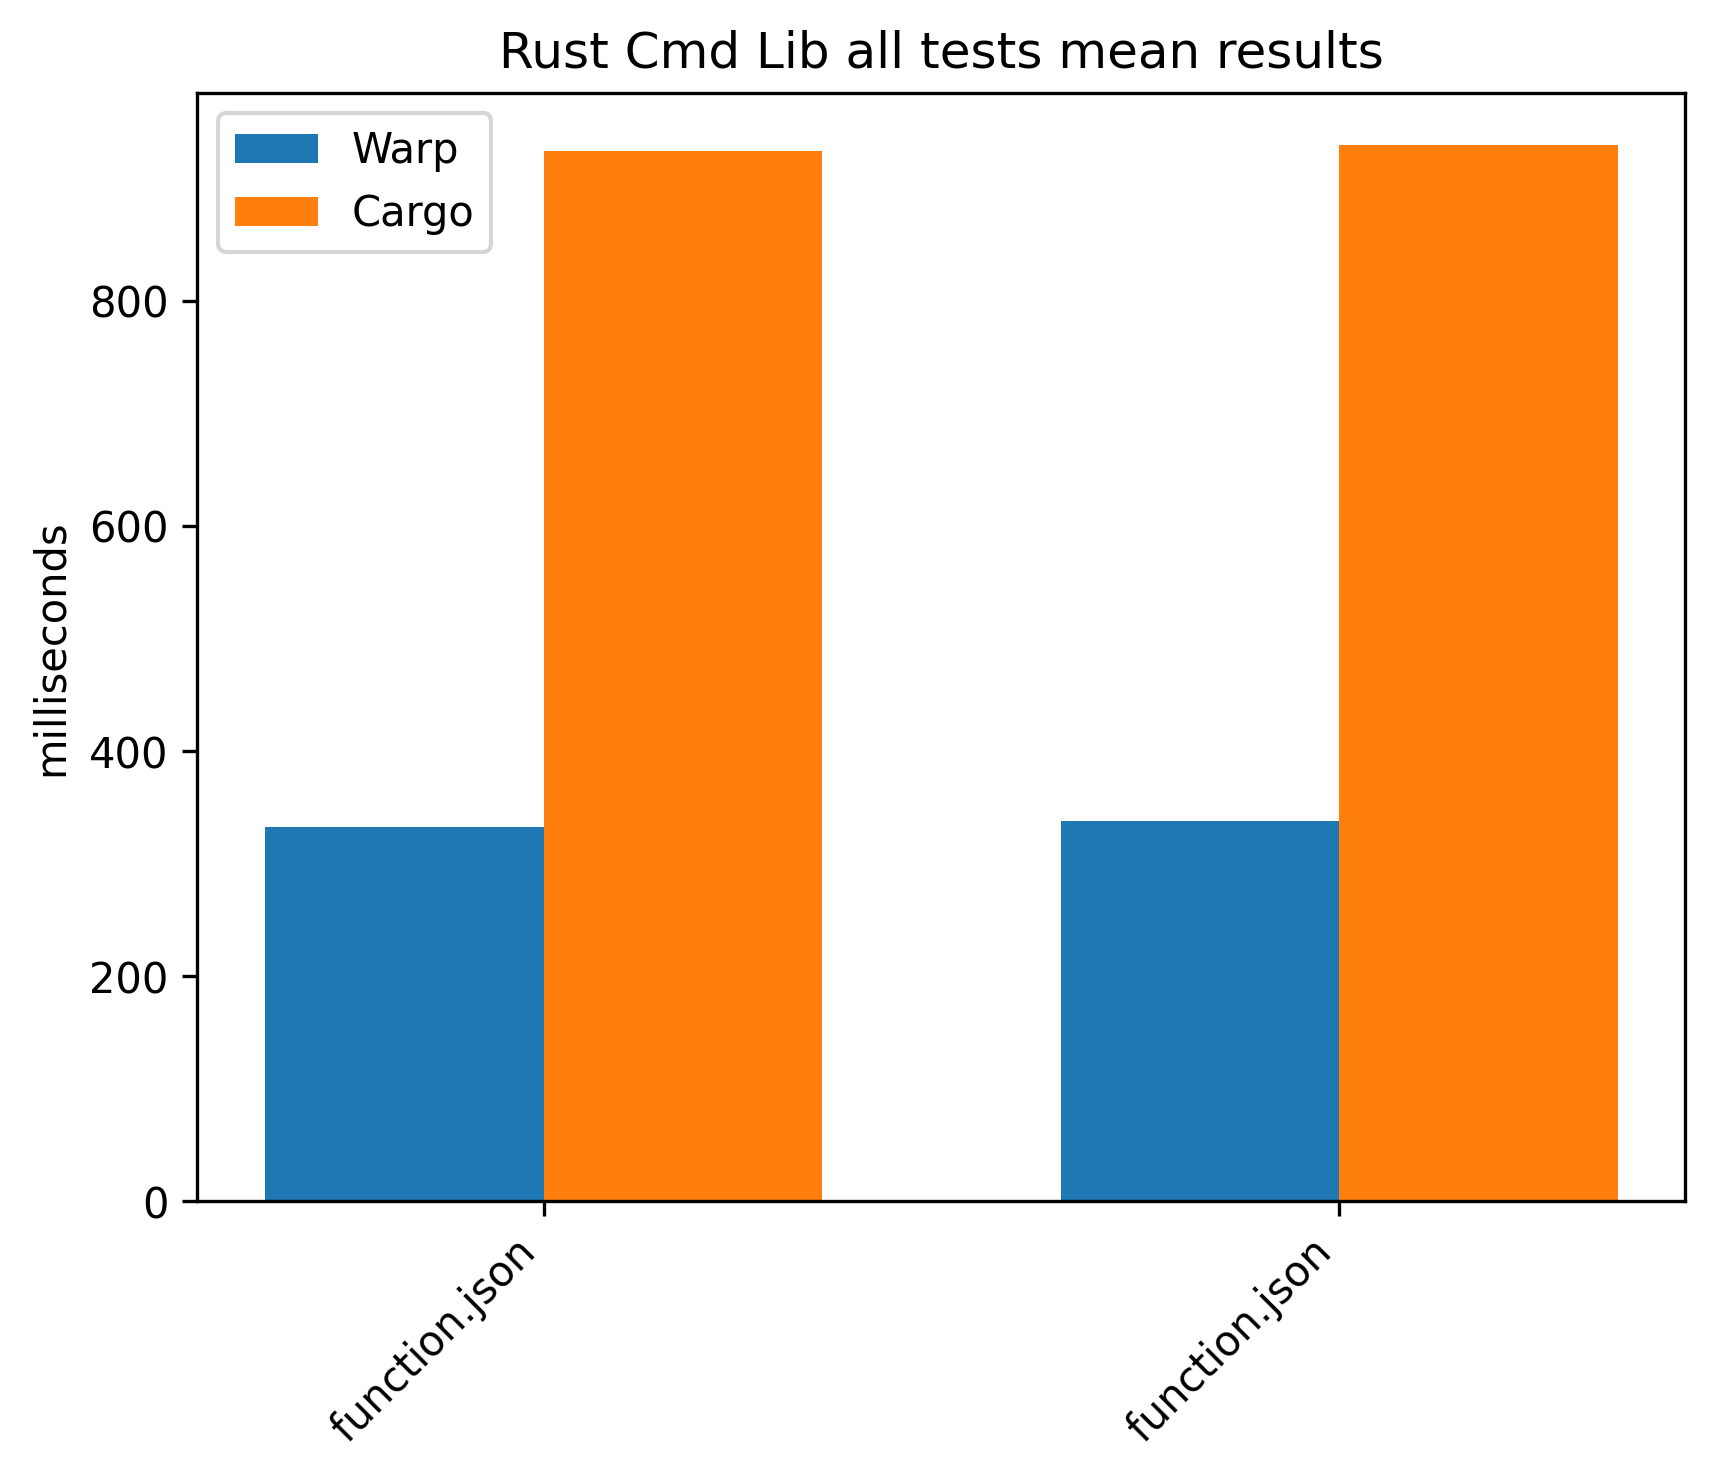 Rust Cmd Lib all tests mean results
Warp
Cargo
milliseconds
800
600
400
200
0
function.json
function.json